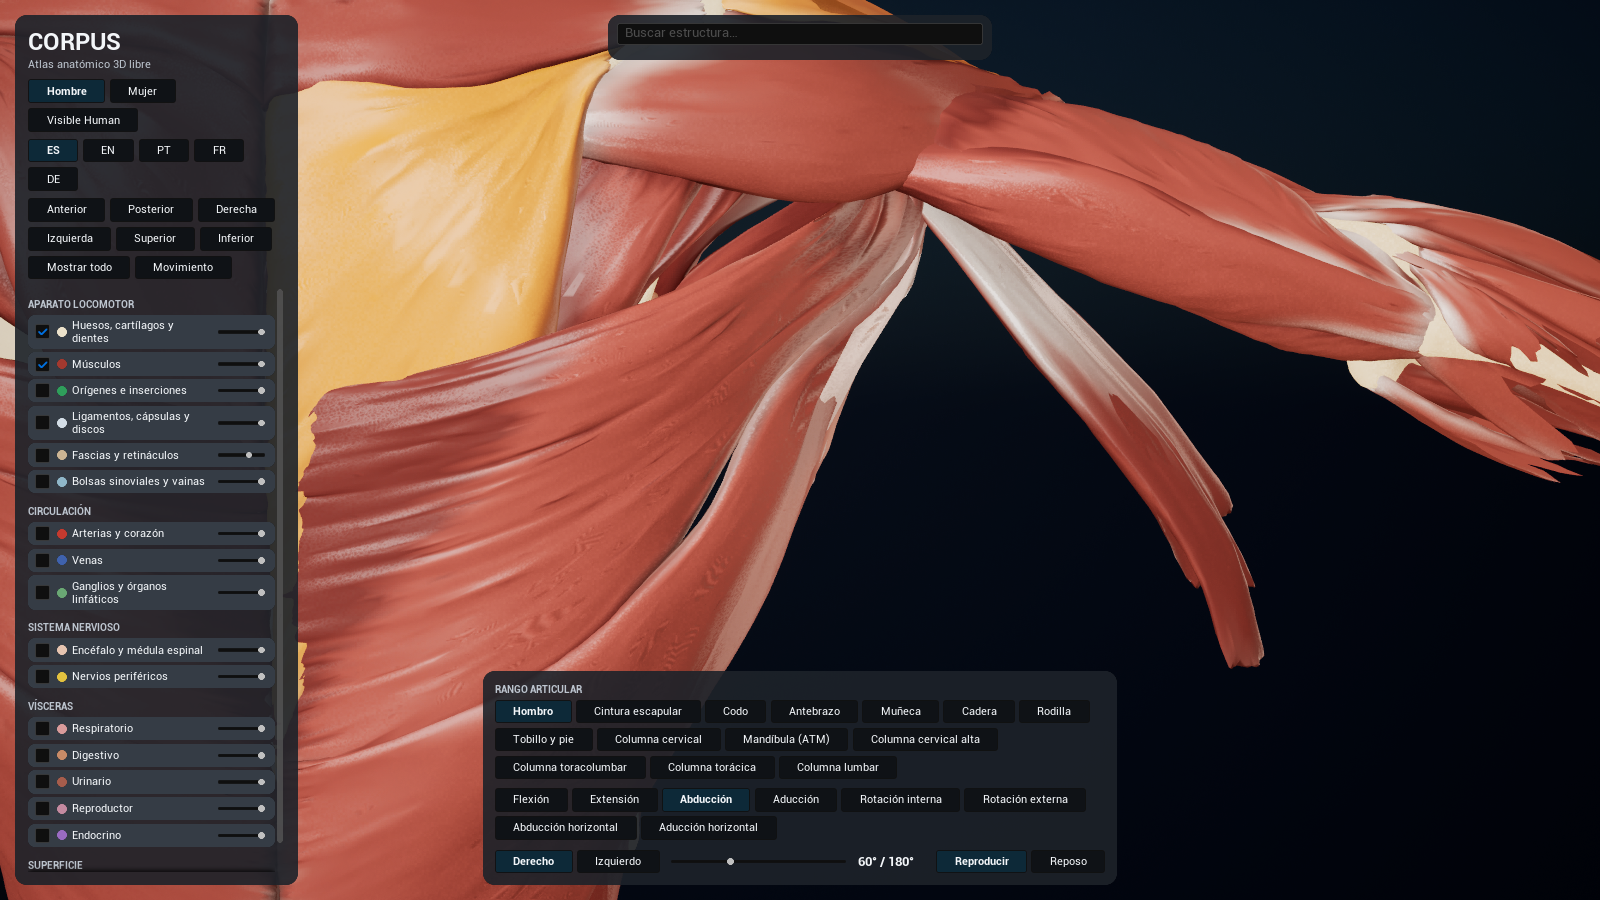 CORPUS
Atlas anatómico 3D libre
Hombre Mujer
Visible Human
ES EN PT FR
DE
Anterior Posterior Derecha
Izquierda Superior Inferior
Mostrar todo Movimiento
APARATO LOCOMOTOR
Huesos, cartílagos y
dientes
Músculos
Orígenes e inserciones
Ligamentos, cápsulas y
discos
Fascias y retináculos
Bolsas sinoviales y vainas
CIRCULACIÓN
Arterias y corazón
Venas
Ganglios y órganos
linfáticos
SISTEMA NERVIOSO
Encéfalo y médula espinal
Nervios periféricos
VÍSCERAS
Respiratorio
Digestivo
Urinario
Reproductor
Endocrino
SUPERFICIE
Buscar estructura...
RANGO ARTICULAR
Hombro Cintura escapular Codo Antebrazo Muñeca Cadera Rodilla
Tobillo y pie Columna cervical Mandíbula (ATM) Columna cervical alta
Columna toracolumbar Columna torácica Columna lumbar
Flexión Extensión Abducción Aducción Rotación interna Rotación externa
Abducción horizontal Aducción horizontal
Derecho Izquierdo 60° / 180° Reproducir Reposo